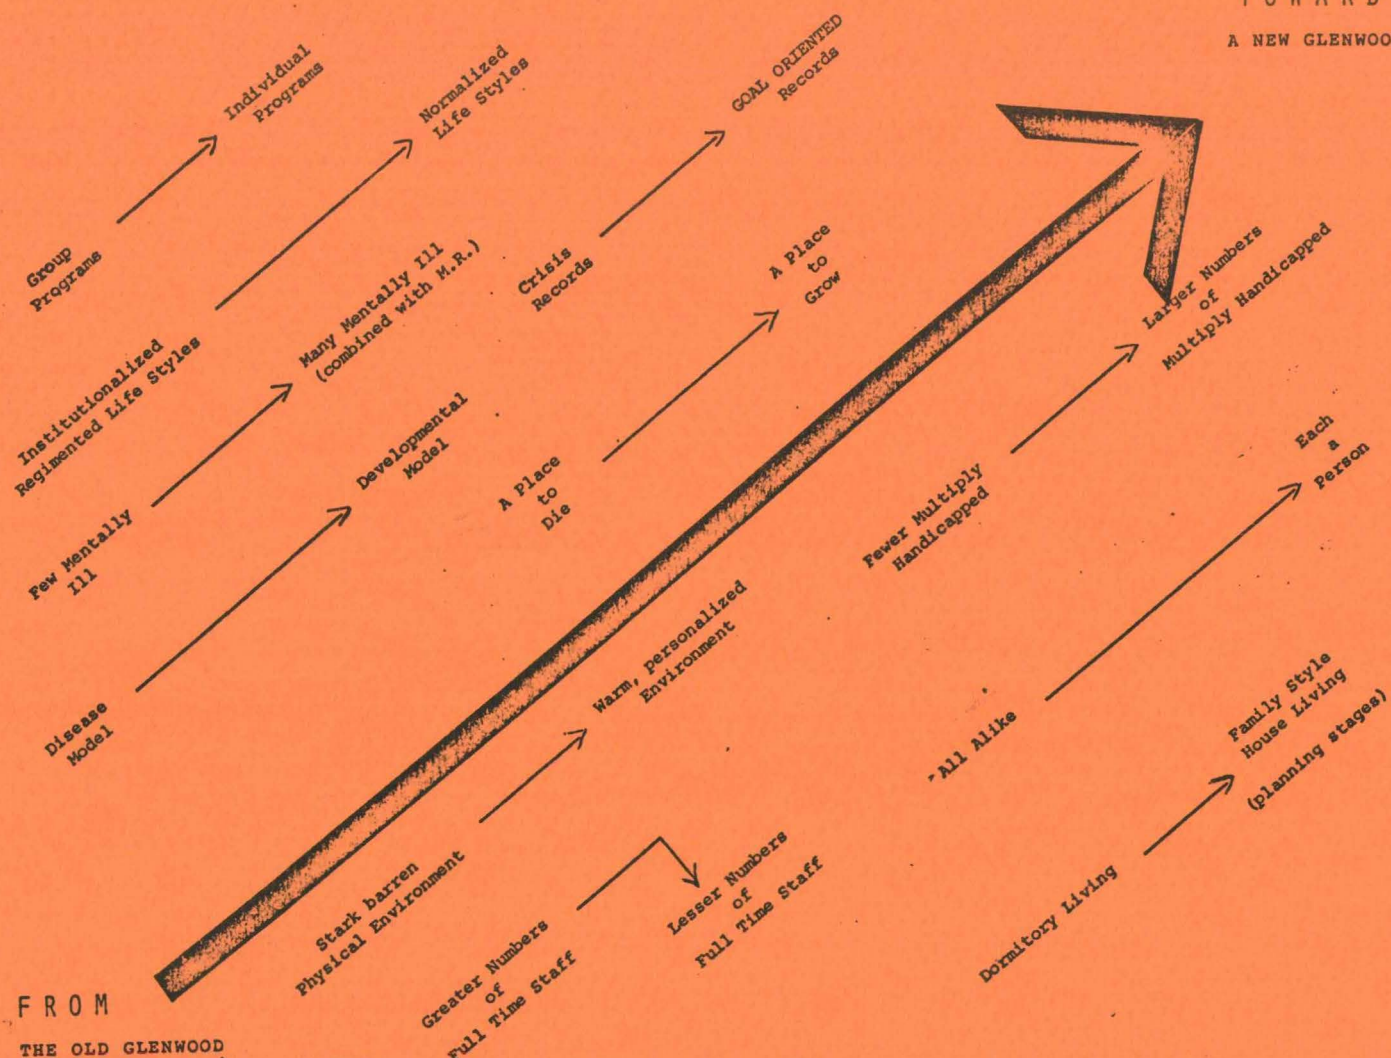 TOWARD
A NEW GLENWOO
Individual
Programs
Group
Programs
Normalized
Life Styles
Institutionalized
Regimented Life Styles
GOAL ORIENTED
Records
Crisis
Records
Many Mentally Ill
(combined with M.R.)
Few Mentally
Ill
A Place
to
Grow
A Place
to
Die
Developmental
Model
Disease
Model
Larger Numbers
of
Multiply Handicapped
Fewer Multiply
Handicapped
Each
a
Person
All Alike
Warm, personalized
Environment
Stark barren
Physical Environment
Family Style
House Living
(planning stages)
Dormitory Living
Lesser Numbers
of
Full Time Staff
Greater Numbers
of
Full Time Staff
FROM
THE OLD GLENWOOD